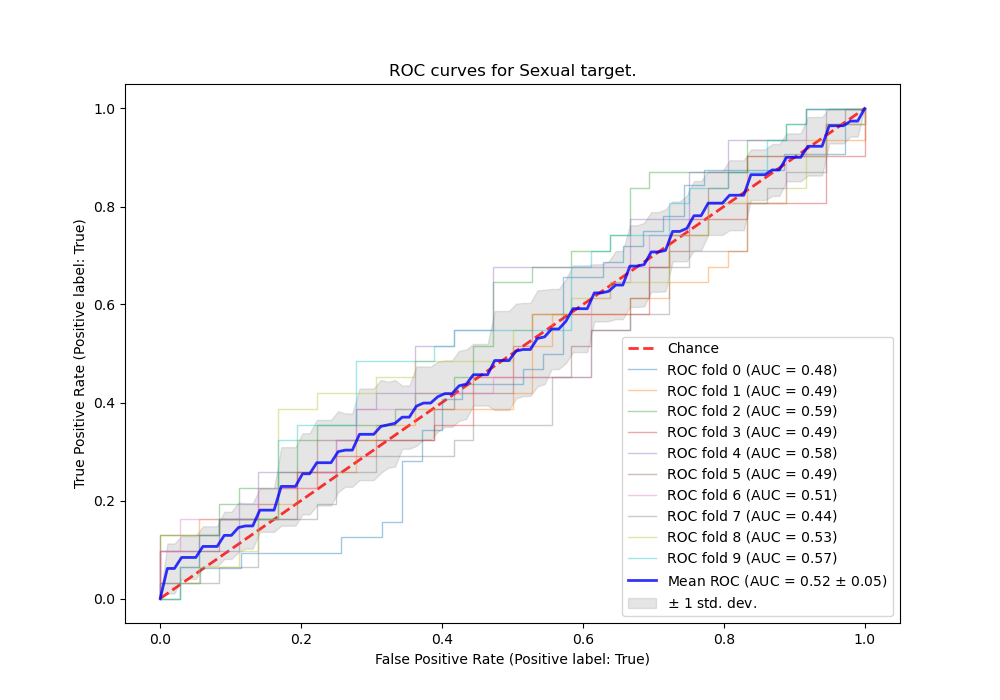 ROC curves for Sexual target.
True Positive Rate (Positive label: True)
1.0
0.8
0.6
0.4
0.2
0.0
0.0 0.2 0.4 0.6 0.8 1.0
False Positive Rate (Positive label: True)
Chance
ROC fold 0 (AUC = 0.48)
ROC fold 1 (AUC = 0.49)
ROC fold 2 (AUC = 0.59)
ROC fold 3 (AUC = 0.49)
ROC fold 4 (AUC = 0.58)
ROC fold 5 (AUC = 0.49)
ROC fold 6 (AUC = 0.51)
ROC fold 7 (AUC = 0.44)
ROC fold 8 (AUC = 0.53)
ROC fold 9 (AUC = 0.57)
Mean ROC (AUC = 0.52 ± 0.05)
± 1 std. dev.